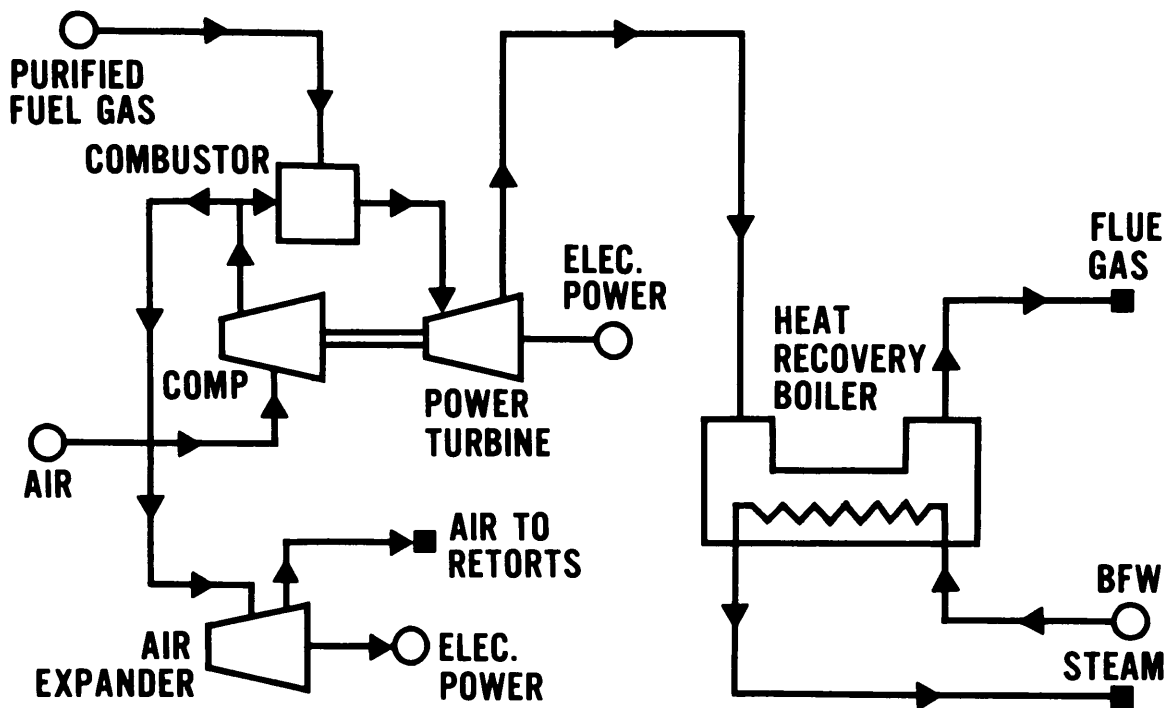 PURIFIED
FUEL GAS
COMBUSTOR
FLUE
GAS
ELEC.
POWER
HEAT
RECOVERY
BOILER
COMP
POWER
TURBINE
AIR
AIR TO
RETORTS
BFW
AIR
EXPANDER
ELEC.
POWER
STEAM